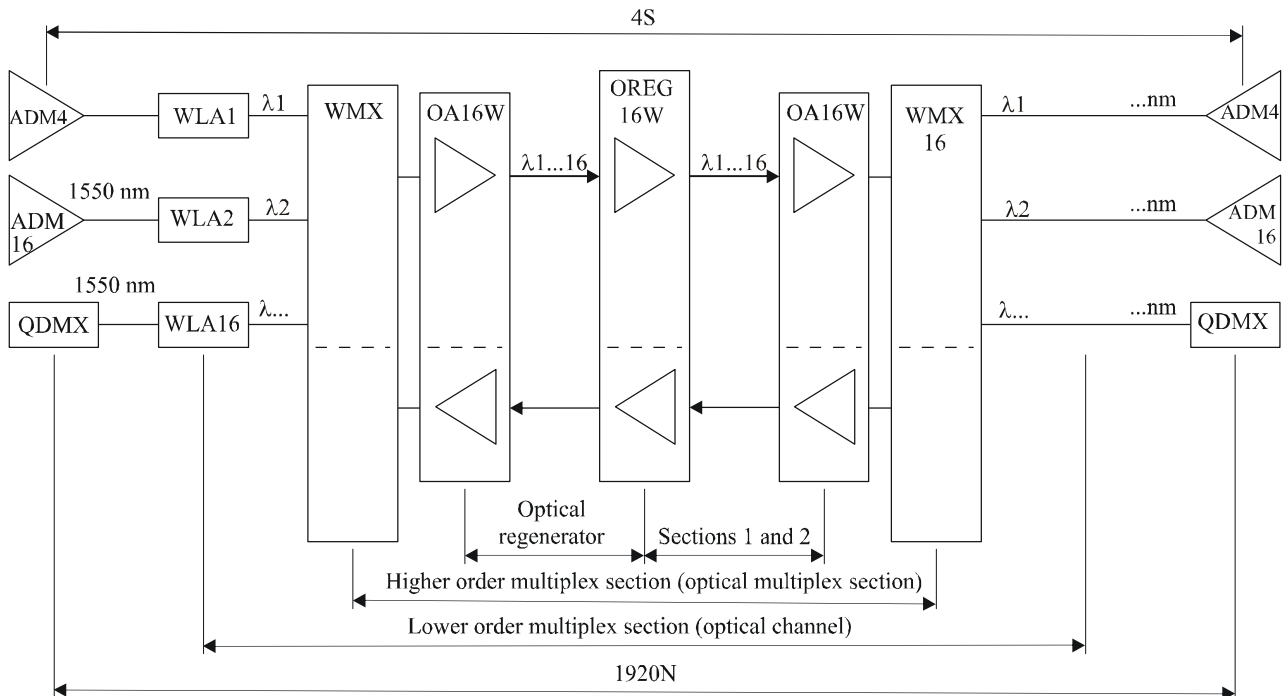 4S
ADM4
WLA1
λ1
WMX
OA16W
OREG
16W
OA16W
WMX
16
λ1
...nm
ADM4
λ1...16
λ1...16
ADM
16
1550 nm
WLA2
λ2
λ2
...nm
ADM
16
1550 nm
QDMX
WLA16
λ...
λ...
...nm
QDMX
Optical
regenerator
Sections 1 and 2
Higher order multiplex section (optical multiplex section)
Lower order multiplex section (optical channel)
1920N